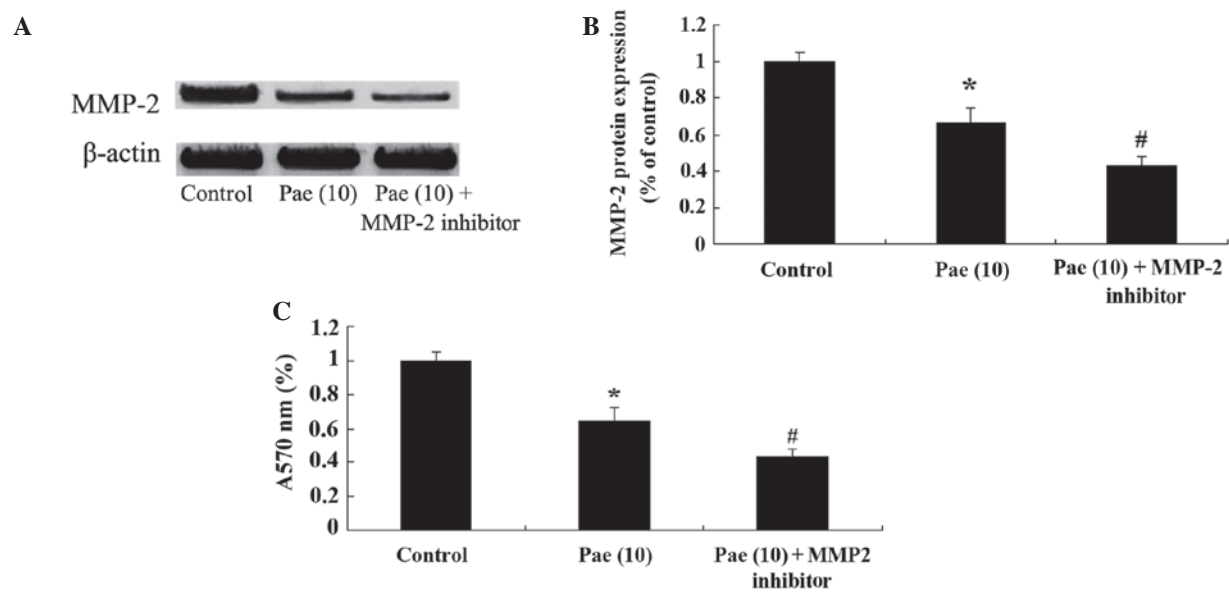 A
MMP-2
β-actin
Control Pae (10) Pae (10) +
MMP-2 inhibitor
B
MMP-2 protein expression
(% of control)
1.2
1
0.8
0.6
0.4
0.2
0
*
#
Control Pae (10) Pae (10) + MMP-2
inhibitor
C
A570 nm (%)
1.2
1
0.8
0.6
0.4
0.2
0
*
#
Control Pae (10) Pae (10) + MMP2
inhibitor